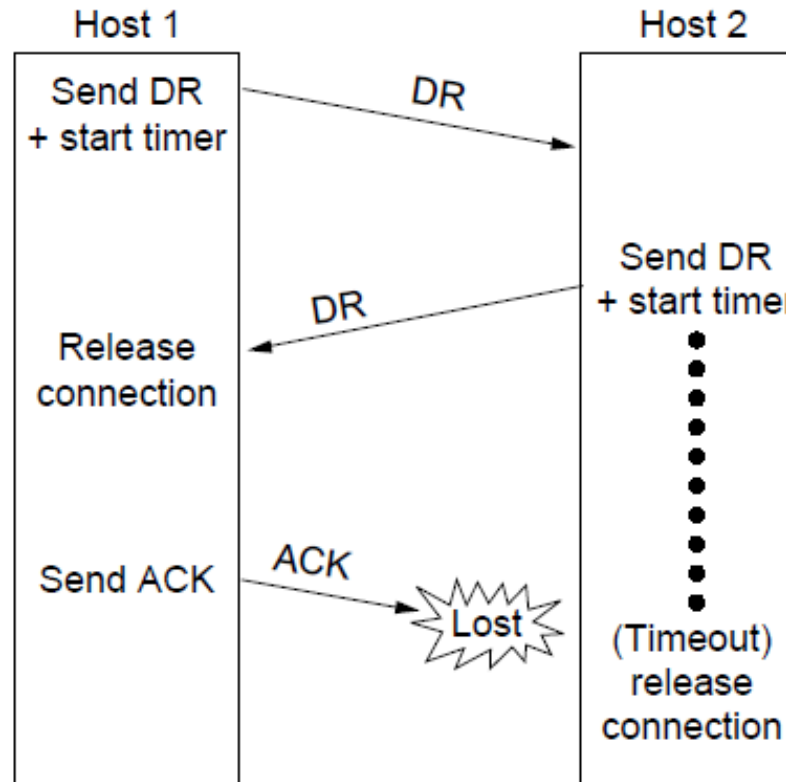 Host 1
Host 2
Send DR
+ start timer
DR
Send DR
+ start timer
DR
Release
connection
Send ACK
ACK
Lost
(Timeout)
release
connection